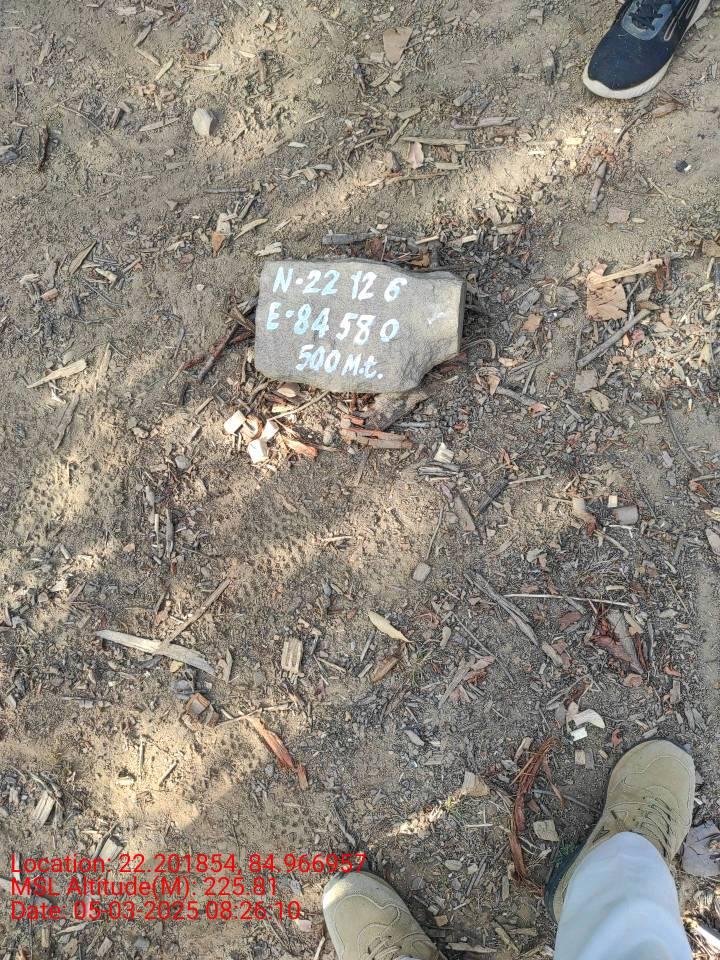 N-22 12 6
E-84 58 0
500 M.t.
Location: 22.201854, 84.966957
MSL Altitude(M): 225.81
Date: 05-03-2025 08:26:10